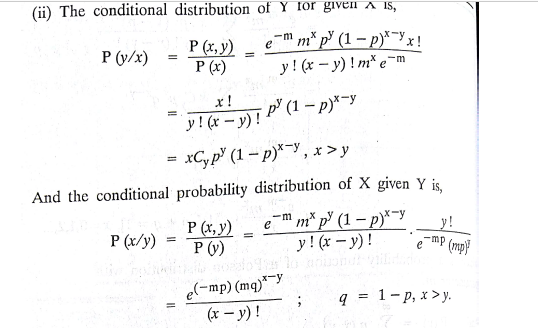 (ii) The conditional distribution of Y for given X is,
P (y/x) = P (x, y) / P (x) = e^{-m} m^x p^y (1 – p)^{x-y} x ! / y ! (x – y) ! m^x e^{-m}
= x ! / y ! (x – y) ! p^y (1 – p)^{x-y}
= xC_y p^y (1 – p)^{x-y} , x > y
And the conditional probability distribution of X given Y is,
P (x/y) = P (x, y) / P (y) = e^{-m} m^x p^y (1 – p)^{x-y} / y ! (x – y) ! . y ! / e^{-mp} (mp)^y
= e^{(-mp)} (mq)^{x-y} / (x – y) ! ; q = 1 – p, x > y.